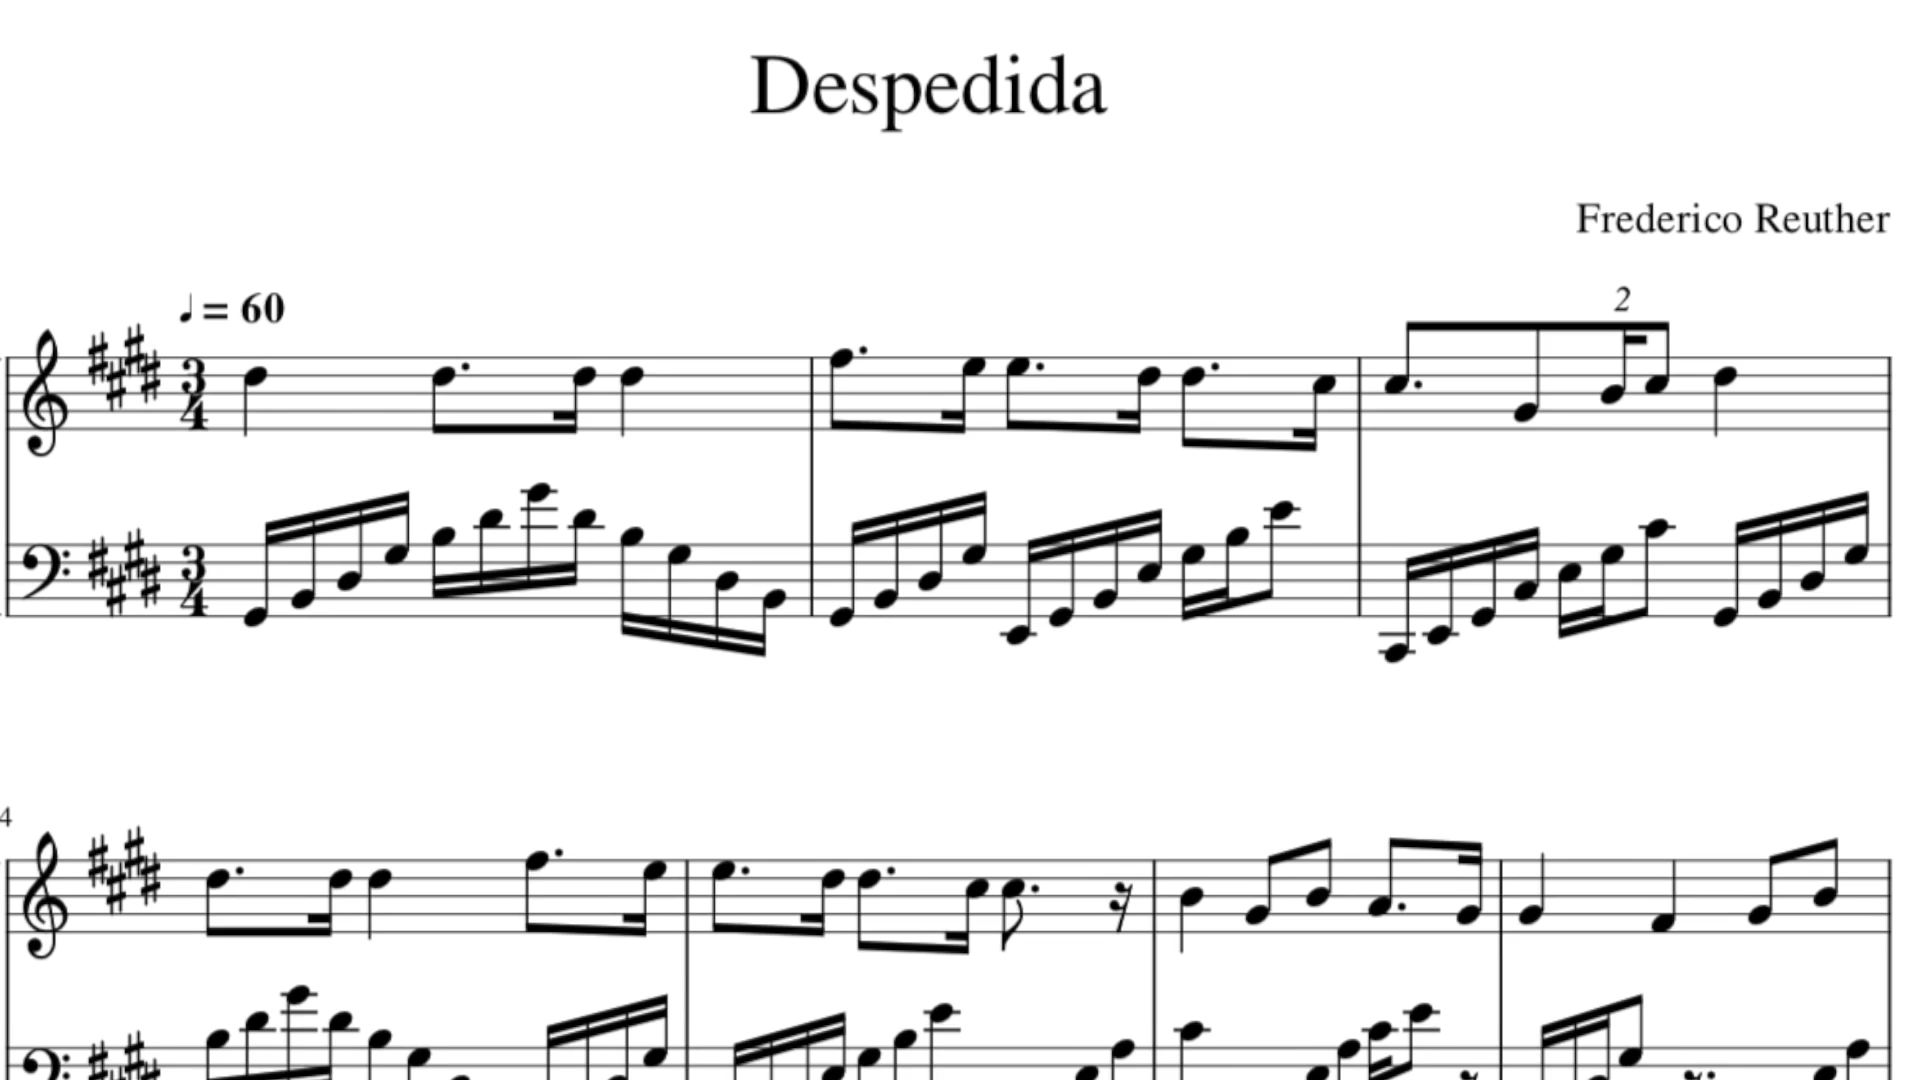 Despedida
Frederico Reuther
♩ = 60
3
4
2
3
4
4